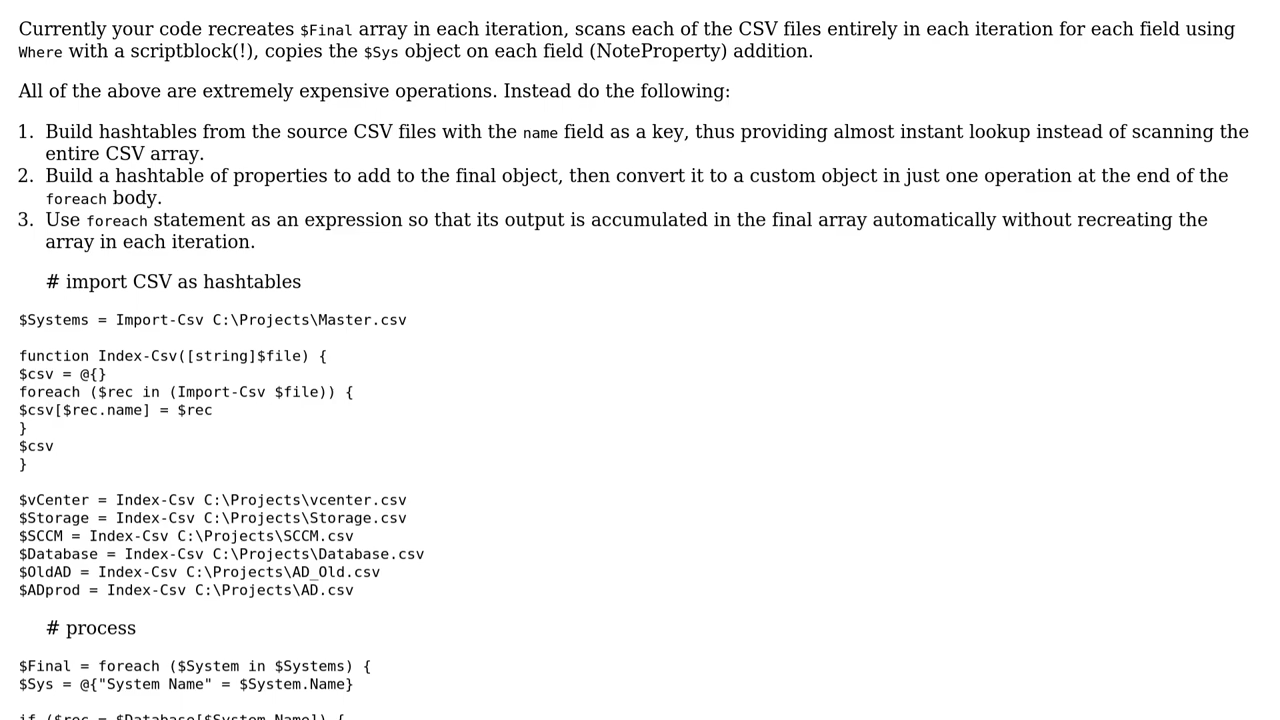 Currently your code recreates $Final array in each iteration, scans each of the CSV files entirely in each iteration for each field using
Where with a scriptblock(!), copies the $Sys object on each field (NoteProperty) addition.
All of the above are extremely expensive operations. Instead do the following:
1. Build hashtables from the source CSV files with the name field as a key, thus providing almost instant lookup instead of scanning the
entire CSV array.
2. Build a hashtable of properties to add to the final object, then convert it to a custom object in just one operation at the end of the
foreach body.
3. Use foreach statement as an expression so that its output is accumulated in the final array automatically without recreating the
array in each iteration.
# import CSV as hashtables
$Systems = Import-Csv C:\Projects\Master.csv
function Index-Csv([string]$file) {
$csv = @{}
foreach ($rec in (Import-Csv $file)) {
$csv[$rec.name] = $rec
}
$csv
}
$vCenter = Index-Csv C:\Projects\vcenter.csv
$Storage = Index-Csv C:\Projects\Storage.csv
$SCCM = Index-Csv C:\Projects\SCCM.csv
$Database = Index-Csv C:\Projects\Database.csv
$OldAD = Index-Csv C:\Projects\AD_Old.csv
$ADprod = Index-Csv C:\Projects\AD.csv
# process
$Final = foreach ($System in $Systems) {
$Sys = @{"System Name" = $System.Name}
if ($rec = $Database[$System.Name]) {